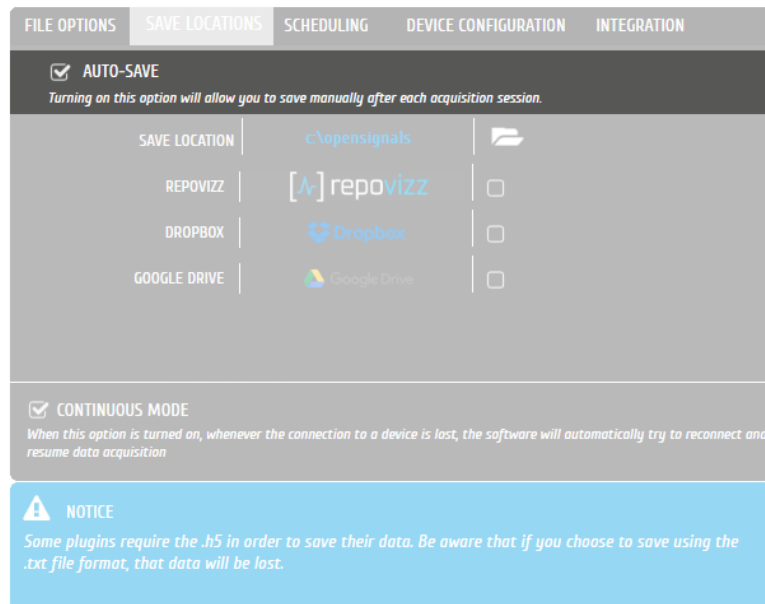 FILE OPTIONS SAVE LOCATIONS SCHEDULING DEVICE CONFIGURATION INTEGRATION
AUTO-SAVE
Turning on this option will allow you to save manually after each acquisition session.
SAVE LOCATION c:\opensignals
REPOVIZZ [ ] repovizz
DROPBOX Dropbox
GOOGLE DRIVE Google Drive
CONTINUOUS MODE
When this option is turned on, whenever the connection to a device is lost, the software will automatically try to reconnect and
resume data acquisition
NOTICE
Some plugins require the .h5 in order to save their data. Be aware that if you choose to save using the
.txt file format, that data will be lost.